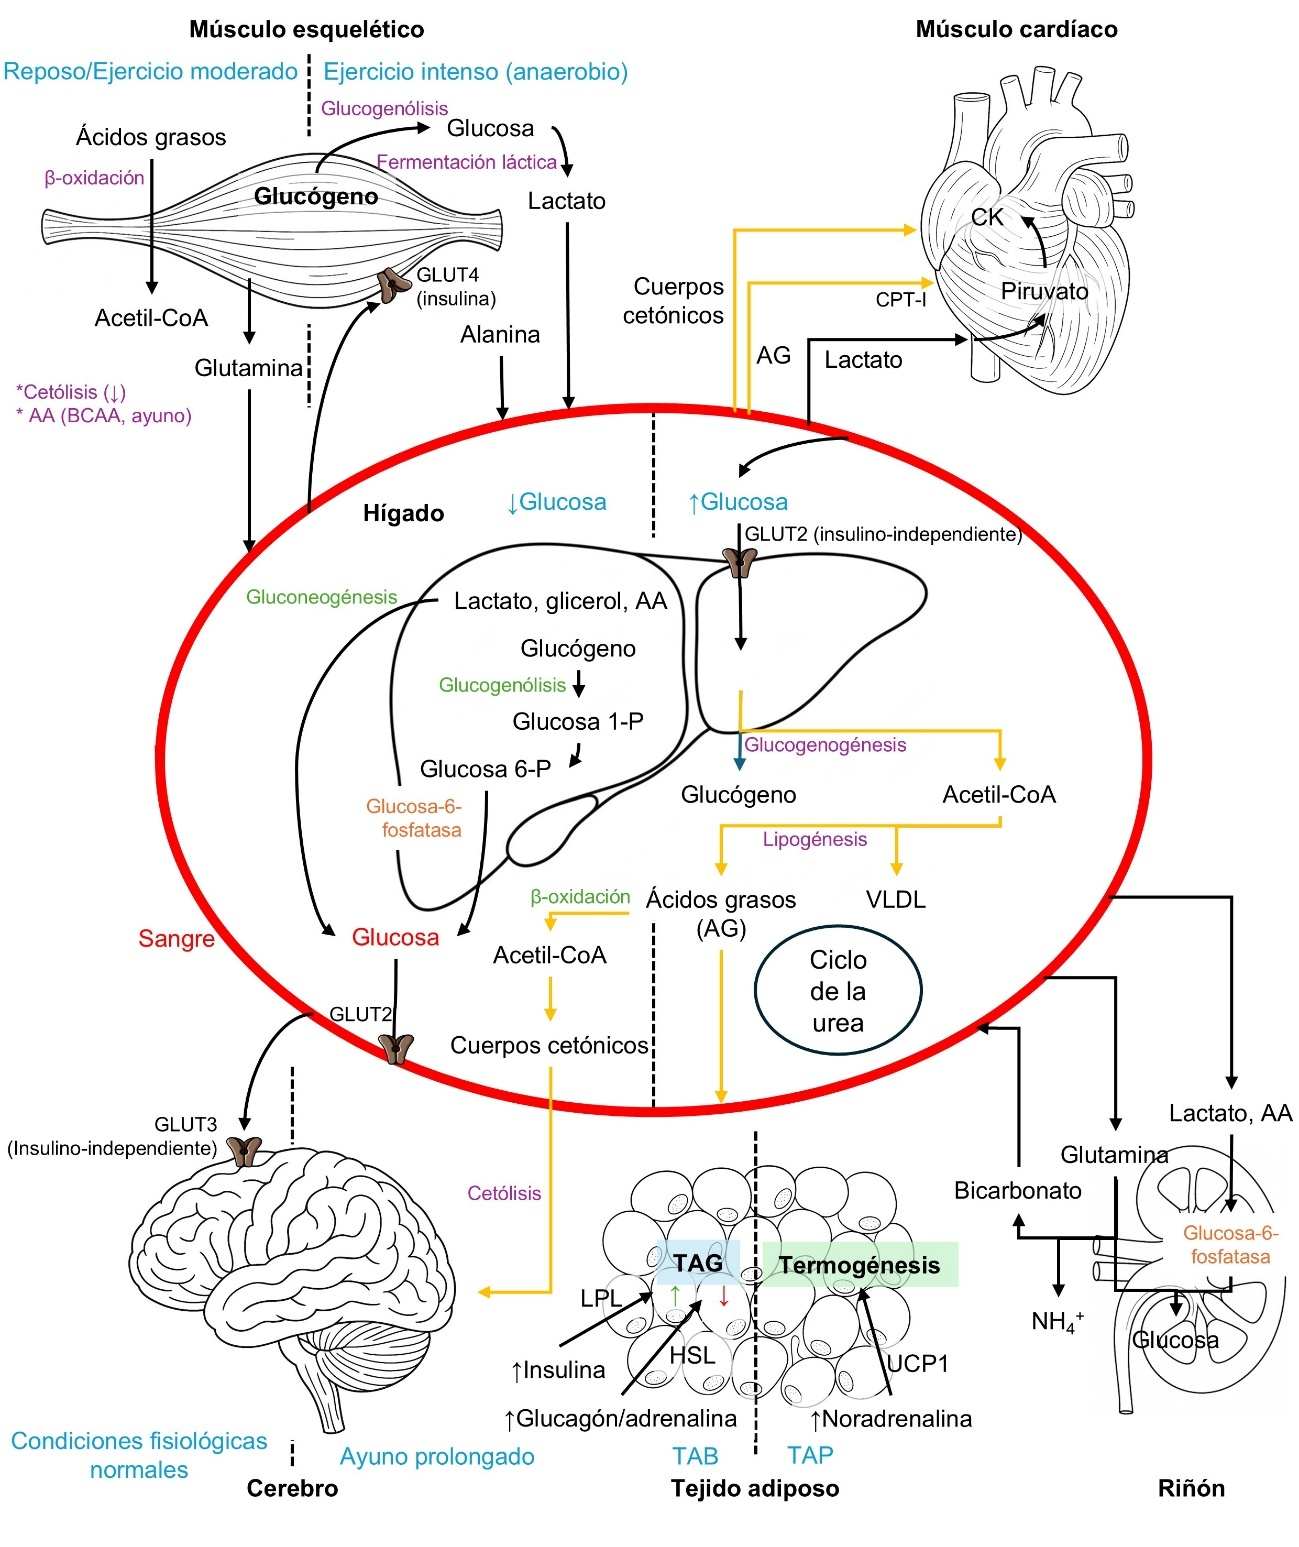 Músculo esquelético
Músculo cardíaco
Reposo/Ejercicio moderado
Ejercicio intenso (anaerobio)
Glucogenólisis
Ácidos grasos
Glucosa
β-oxidación
Fermentación láctica
Glucógeno
Lactato
CK
GLUT4
(insulina)
Cuerpos
cetónicos
CPT-I
Piruvato
Acetil-CoA
Alanina
AG
Lactato
Glutamina
*Cetólisis (↓)
* AA (BCAA, ayuno)
Hígado
↓Glucosa
↑Glucosa
GLUT2 (insulino-independiente)
Gluconeogénesis
Lactato, glicerol, AA
Glucógeno
Glucogenólisis
Glucosa 1-P
Glucosa 6-P
Glucogenogénesis
Glucógeno
Acetil-CoA
Glucosa-6-
fosfatasa
Lipogénesis
β-oxidación
Ácidos grasos
(AG)
VLDL
Sangre
Glucosa
Acetil-CoA
Ciclo
de la
urea
GLUT2
Cuerpos cetónicos
GLUT3
(Insulino-independiente)
Lactato, AA
Glutamina
Cetólisis
Bicarbonato
Glucosa-6-
fosfatasa
TAG
Termogénesis
↑
↓
LPL
NH₄⁺
Glucosa
HSL
UCP1
↑Insulina
↑Glucagón/adrenalina
↑Noradrenalina
Condiciones fisiológicas
normales
Ayuno prolongado
TAB
TAP
Cerebro
Tejido adiposo
Riñón